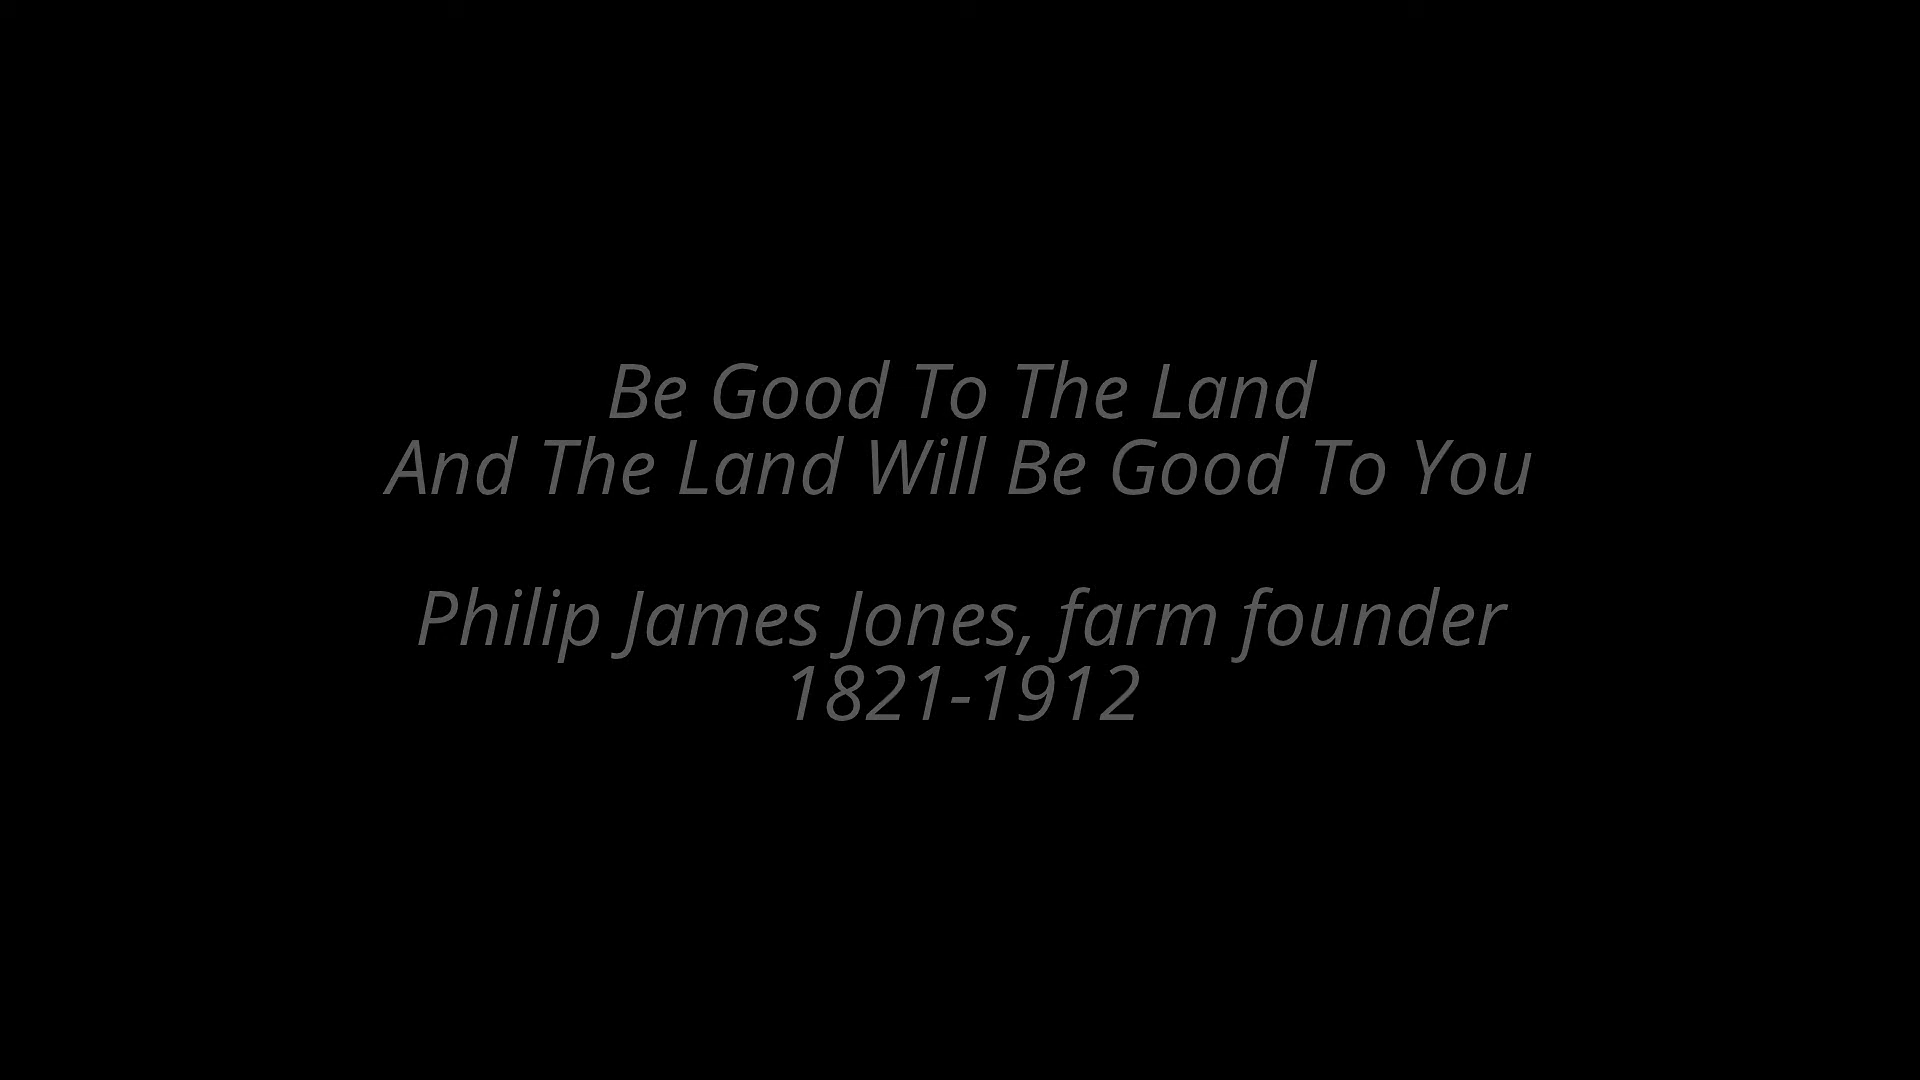 Be Good To The Land
And The Land Will Be Good To You
Philip James Jones, farm founder
1821-1912